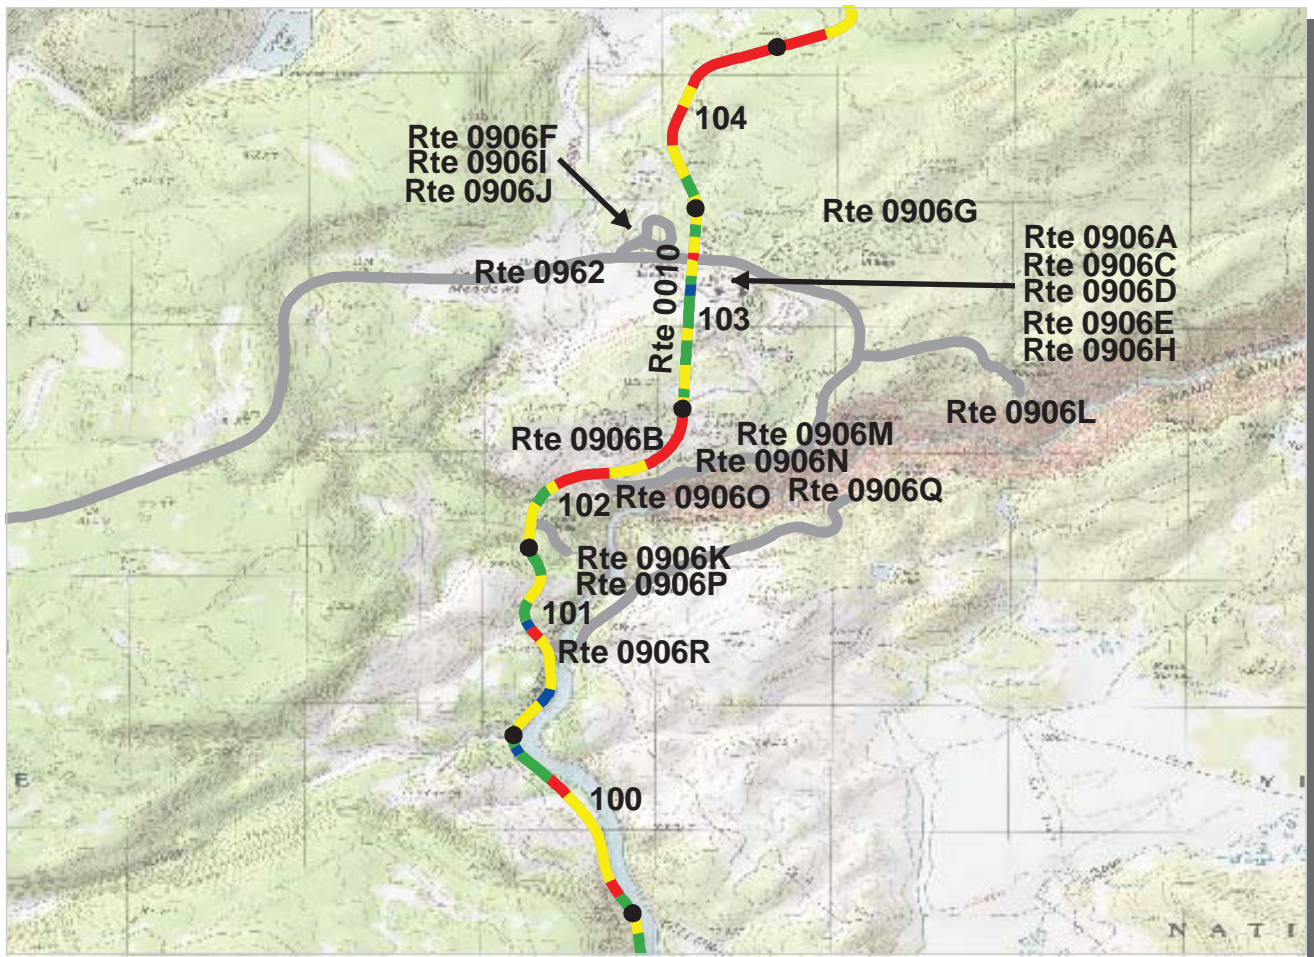 104
Rte 0906F
Rte 0906I
Rte 0906J
Rte 0906G
Rte 0906A
Rte 0906C
Rte 0906D
Rte 0906E
Rte 0906H
Rte 0962
Rte 0010
103
Rte 0906L
Rte 0906B
Rte 0906M
Rte 0906N
Rte 0906Q
102
Rte 0906O
Rte 0906K
Rte 0906P
101
Rte 0906R
100
GRAND CANYON
E
N A T I